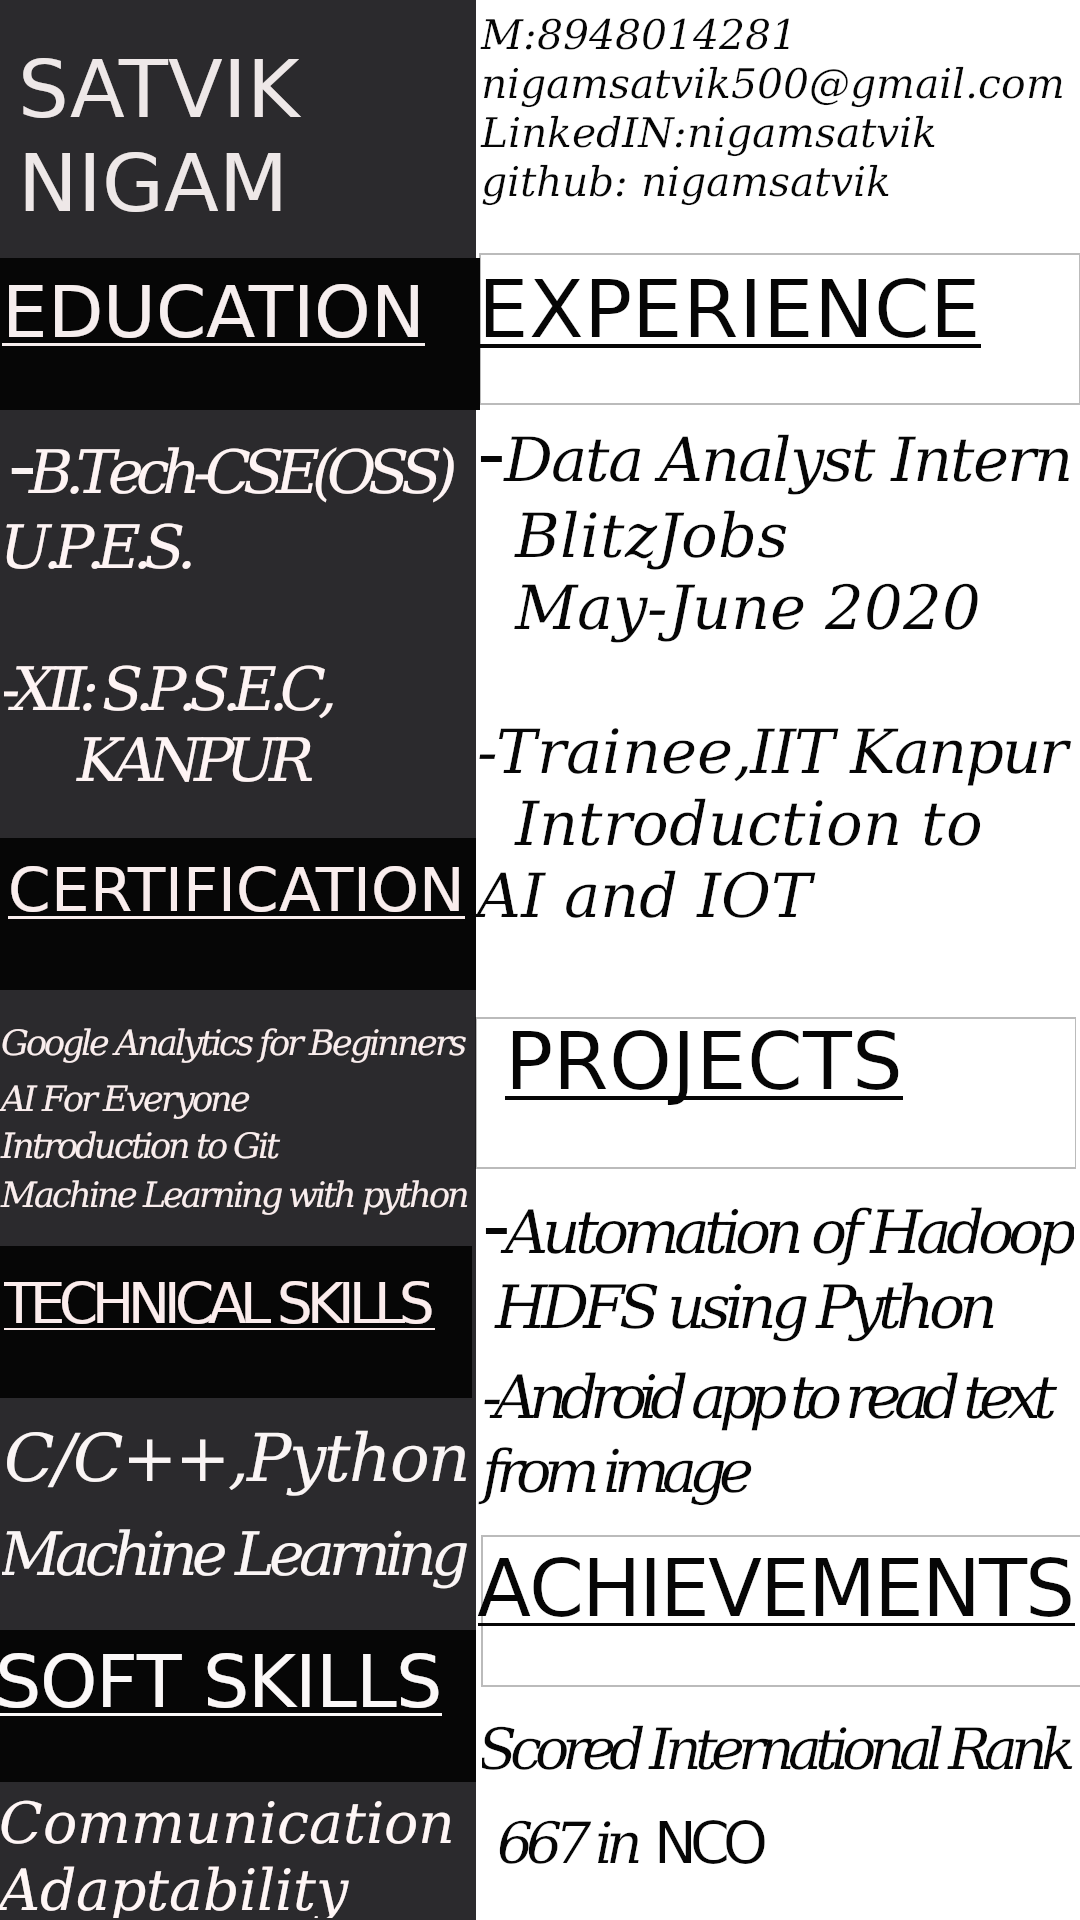 SATVIK
NIGAM
M:8948014281
nigamsatvik500@gmail.com
LinkedIN:nigamsatvik
github: nigamsatvik
EDUCATION
-B.Tech-CSE(OSS)
U.P.E.S.
-XII: S.P.S.E.C,
KANPUR
CERTIFICATION
Google Analytics for Beginners
AI For Everyone
Introduction to Git
Machine Learning with python
TECHNICAL SKILLS
C/C++,Python
Machine Learning
SOFT SKILLS
Communication
Adaptability
EXPERIENCE
-Data Analyst Intern
BlitzJobs
May-June 2020
-Trainee,IIT Kanpur
Introduction to
AI and IOT
PROJECTS
-Automation of Hadoop
HDFS using Python
-Android app to read text
from image
ACHIEVEMENTS
Scored International Rank
667 in NCO